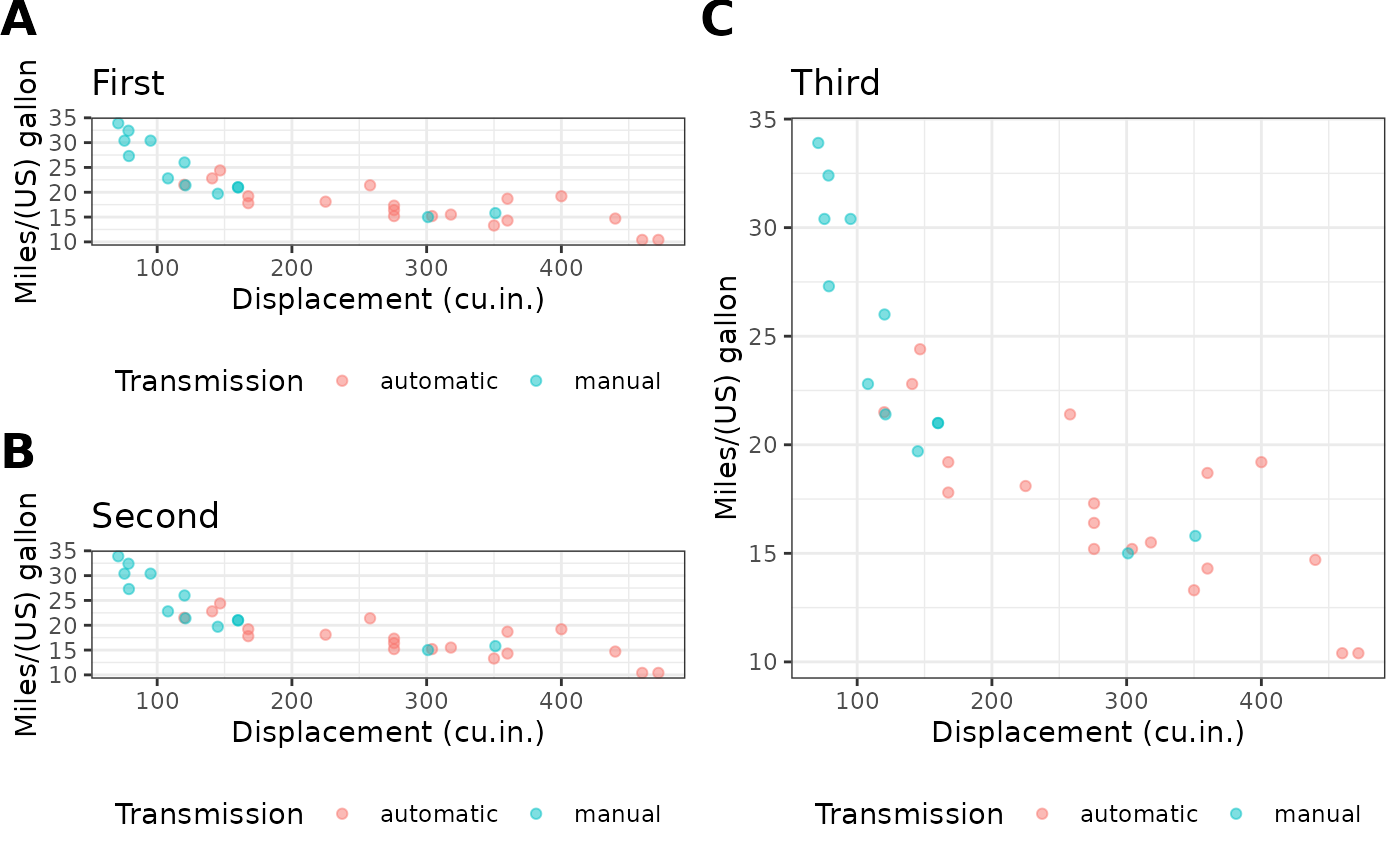 A
First
Miles/(US) gallon
35
30
25
20
15
10
100 200 300 400
Displacement (cu.in.)
Transmission automatic manual
B
Second
Miles/(US) gallon
35
30
25
20
15
10
100 200 300 400
Displacement (cu.in.)
Transmission automatic manual
C
Third
Miles/(US) gallon
35
30
25
20
15
10
100 200 300 400
Displacement (cu.in.)
Transmission automatic manual